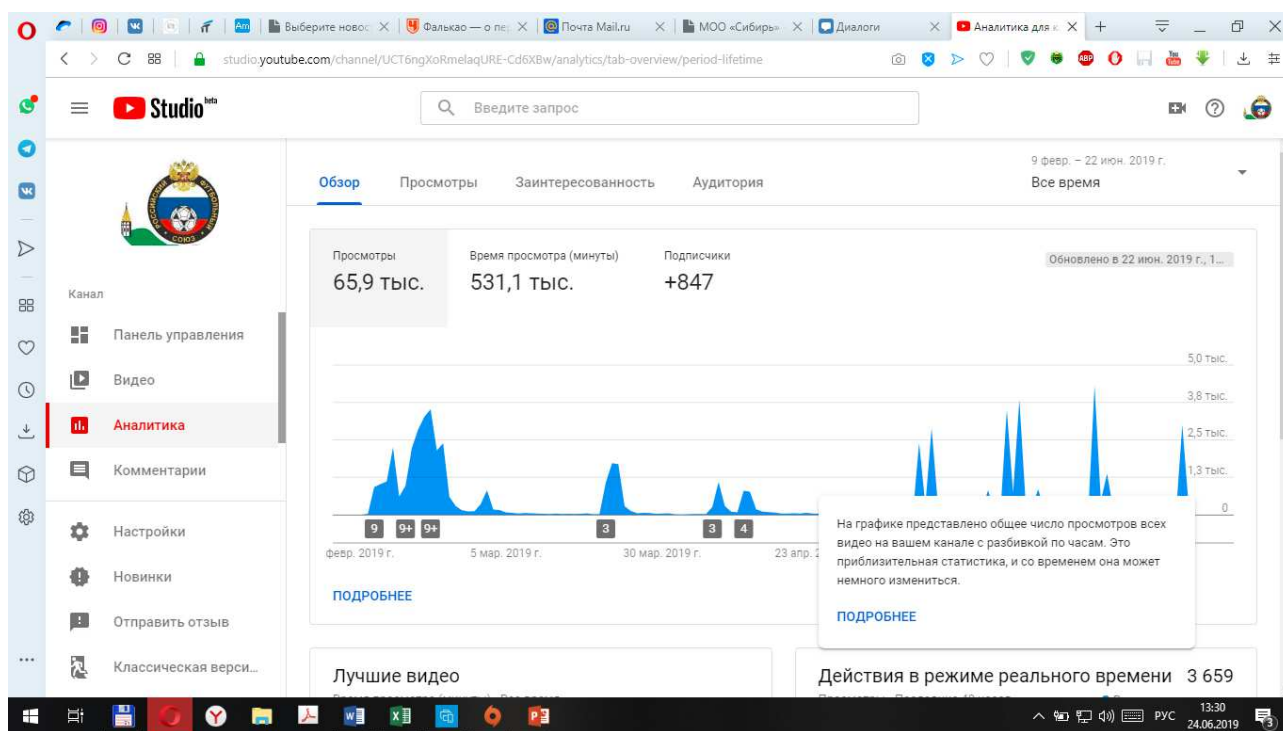 Выберите новос
Фалькао — о пе
Почта Mail.ru
МОО «Сибирь»
Диалоги
Аналитика для к
studio.youtube.com/channel/UCT6ngXoRmelaqURE-Cd6XBw/analytics/tab-overview/period-lifetime
Studio beta
Введите запрос
РОССИЙСКИЙ ФУТБОЛЬНЫЙ СОЮЗ
Канал
Панель управления
Видео
Аналитика
Комментарии
Настройки
Новинки
Отправить отзыв
Классическая верси...
Обзор
Просмотры
Заинтересованность
Аудитория
9 февр. – 22 июн. 2019 г.
Все время
Просмотры
65,9 тыс.
Время просмотра (минуты)
531,1 тыс.
Подписчики
+847
Обновлено в 22 июн. 2019 г., 1...
5,0 тыс.
3,8 тыс.
2,5 тыс.
1,3 тыс.
0
9 9+ 9+ 3 3 4
февр. 2019 г. 5 мар. 2019 г. 30 мар. 2019 г. 23 апр. 2
ПОДРОБНЕЕ
На графике представлено общее число просмотров всех
видео на вашем канале с разбивкой по часам. Это
приблизительная статистика, и со временем она может
немного измениться.
ПОДРОБНЕЕ
Лучшие видео
Действия в режиме реального времени 3 659
РУС
13:30
24.06.2019